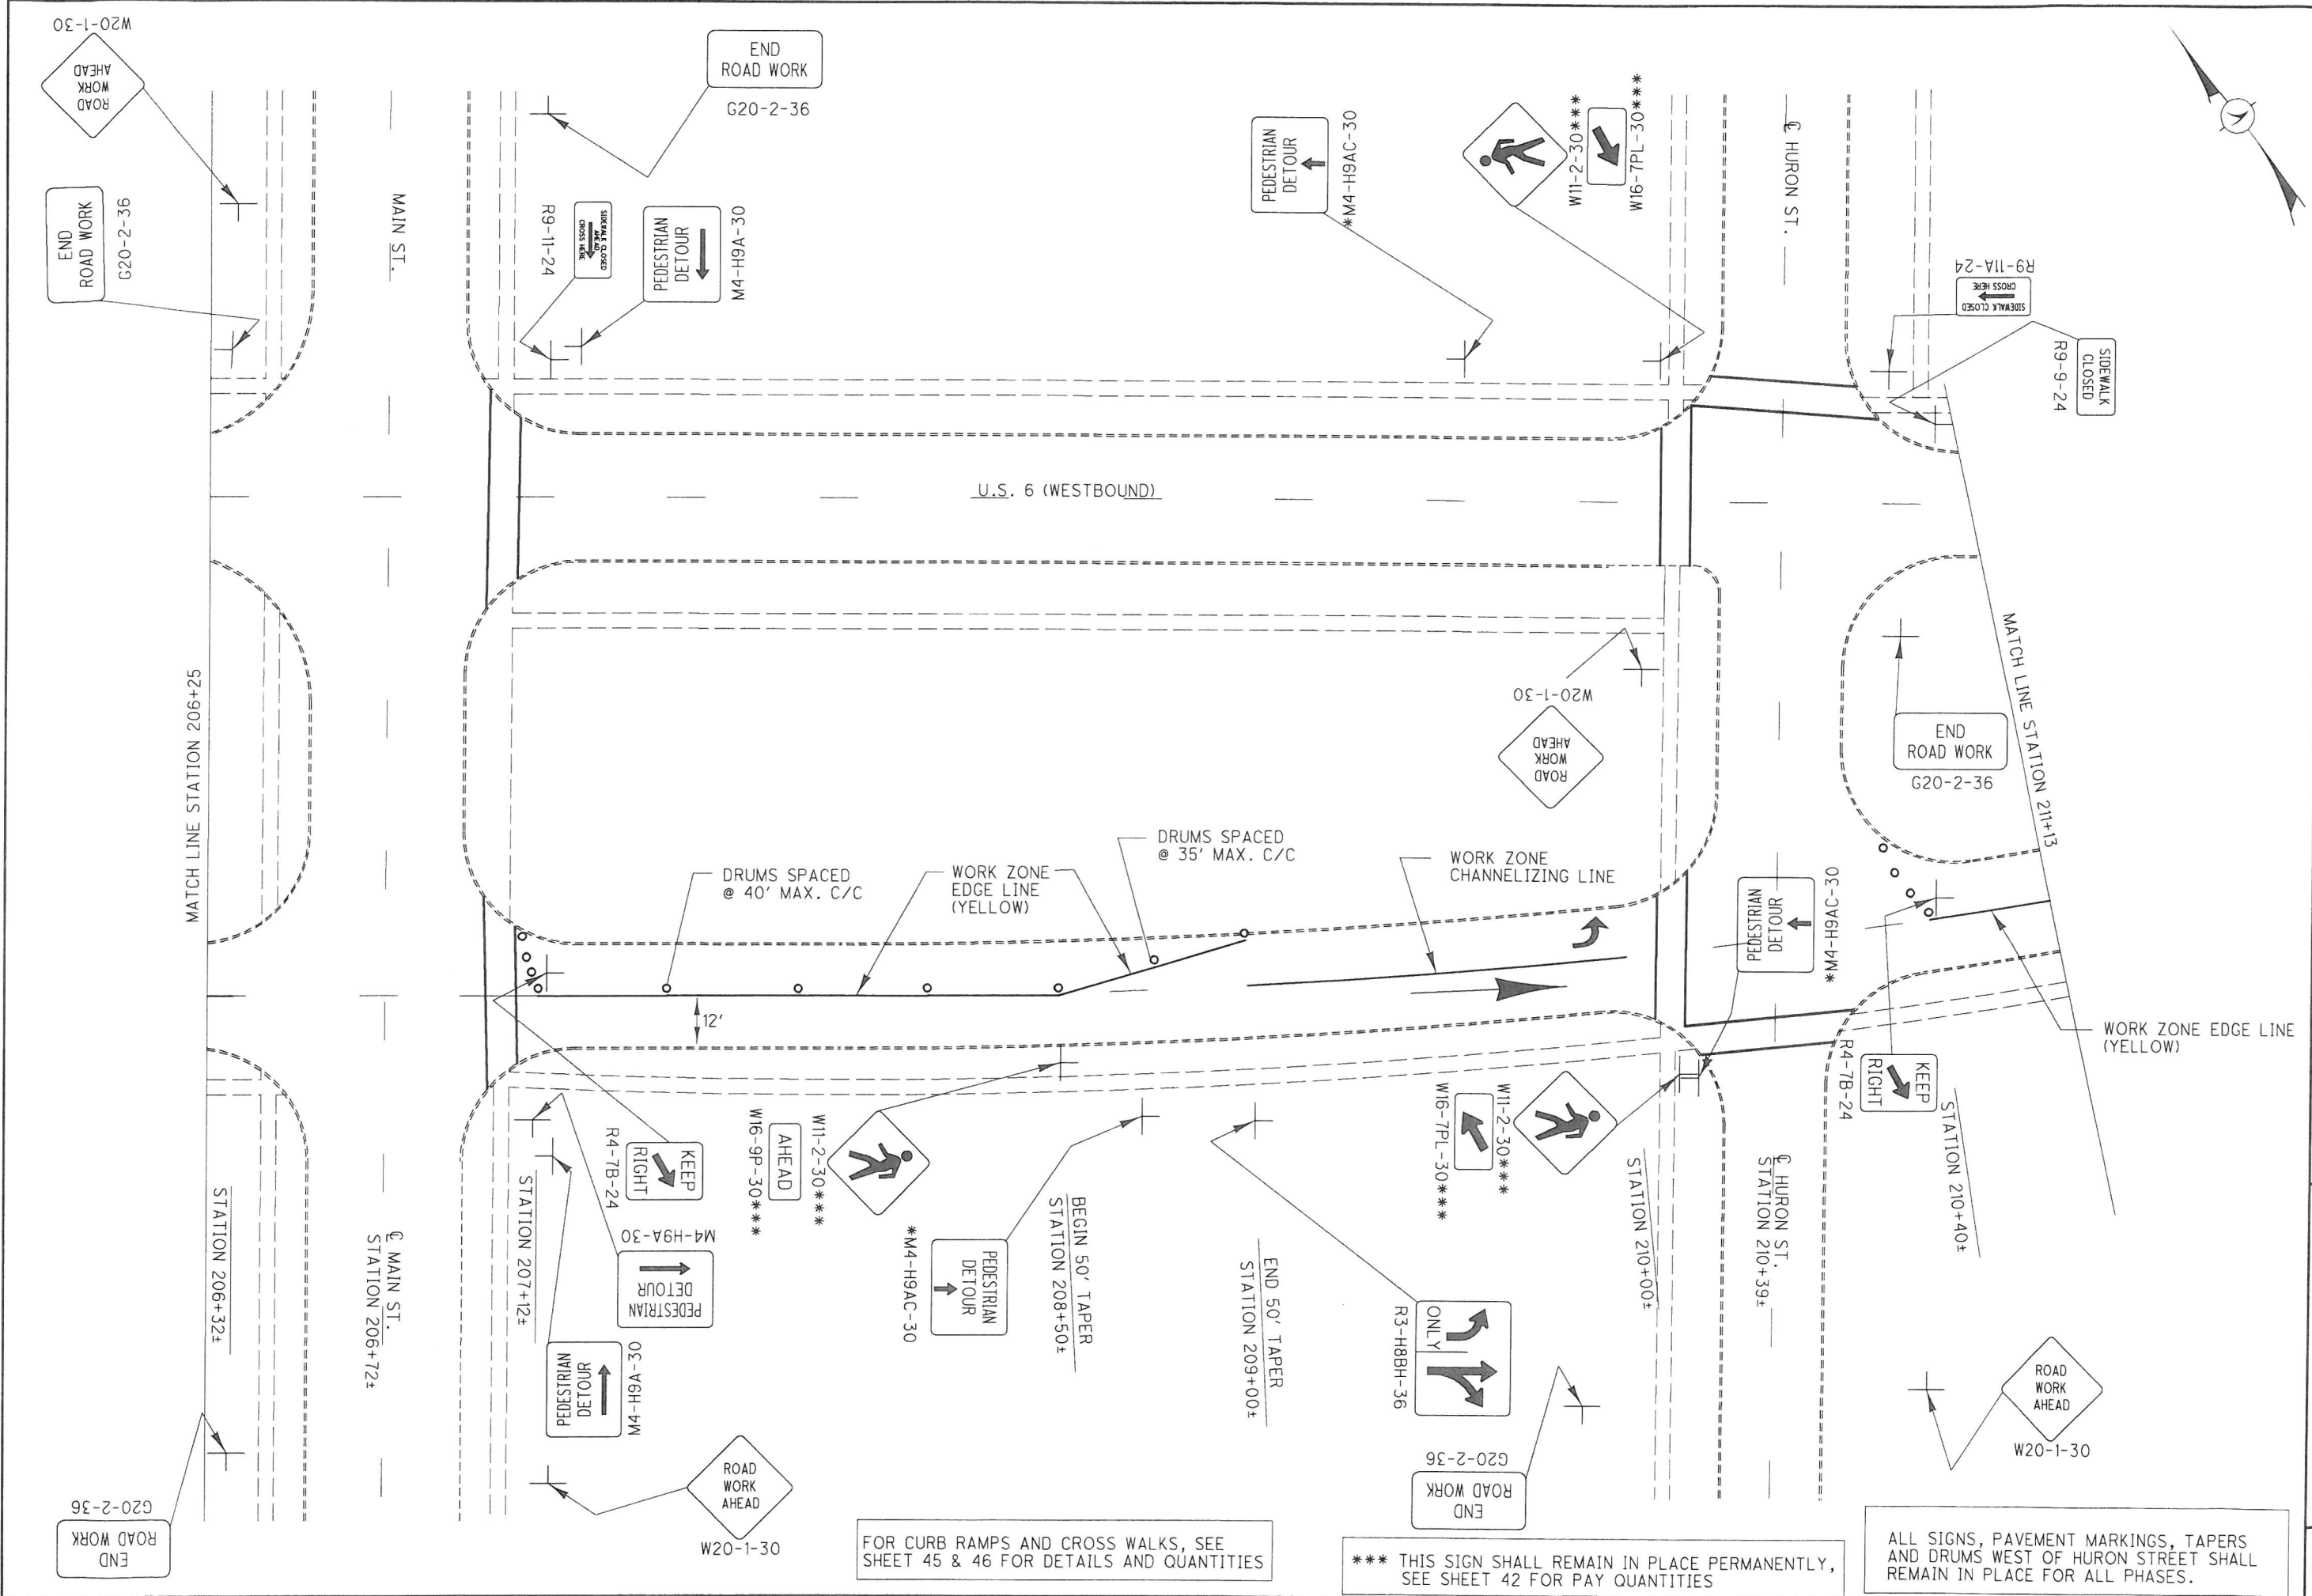 W20-1-30
ROAD
WORK
AHEAD
END
ROAD WORK
G20-2-36
END
ROAD WORK
G20-2-36
MAIN ST.
R9-11-24
SIDEWALK CLOSED
AHEAD
CROSS HERE
PEDESTRIAN
DETOUR
M4-H9A-30
PEDESTRIAN
DETOUR
*M4-H9AC-30
W11-2-30***
W16-7PL-30***
℄ HURON ST.
R9-11A-24
SIDEWALK CLOSED
CROSS HERE
SIDEWALK
CLOSED
R9-9-24
U.S. 6 (WESTBOUND)
MATCH LINE STATION 206+25
W20-1-30
ROAD
WORK
AHEAD
END
ROAD WORK
G20-2-36
MATCH LINE STATION 211+13
DRUMS SPACED
@ 40' MAX. C/C
WORK ZONE
EDGE LINE
(YELLOW)
DRUMS SPACED
@ 35' MAX. C/C
WORK ZONE
CHANNELIZING LINE
PEDESTRIAN
DETOUR
*M4-H9AC-30
12'
WORK ZONE EDGE LINE
(YELLOW)
KEEP
RIGHT
R4-7B-24
STATION 210+40±
STATION 206+32±
℄ MAIN ST.
STATION 206+72±
STATION 207+12±
KEEP
RIGHT
R4-7B-24
M4-H9A-30
PEDESTRIAN
DETOUR
PEDESTRIAN
DETOUR
M4-H9A-30
W11-2-30***
AHEAD
W16-9P-30***
PEDESTRIAN
DETOUR
*M4-H9AC-30
BEGIN 50' TAPER
STATION 208+50±
END 50' TAPER
STATION 209+00±
W11-2-30***
W16-7PL-30***
ONLY
R3-H8BH-36
STATION 210+00±
℄ HURON ST.
STATION 210+39±
G20-2-36
END
ROAD WORK
ROAD
WORK
AHEAD
W20-1-30
G20-2-36
END
ROAD WORK
ROAD
WORK
AHEAD
W20-1-30
FOR CURB RAMPS AND CROSS WALKS, SEE
SHEET 45 & 46 FOR DETAILS AND QUANTITIES
*** THIS SIGN SHALL REMAIN IN PLACE PERMANENTLY,
SEE SHEET 42 FOR PAY QUANTITIES
ALL SIGNS, PAVEMENT MARKINGS, TAPERS
AND DRUMS WEST OF HURON STREET SHALL
REMAIN IN PLACE FOR ALL PHASES.